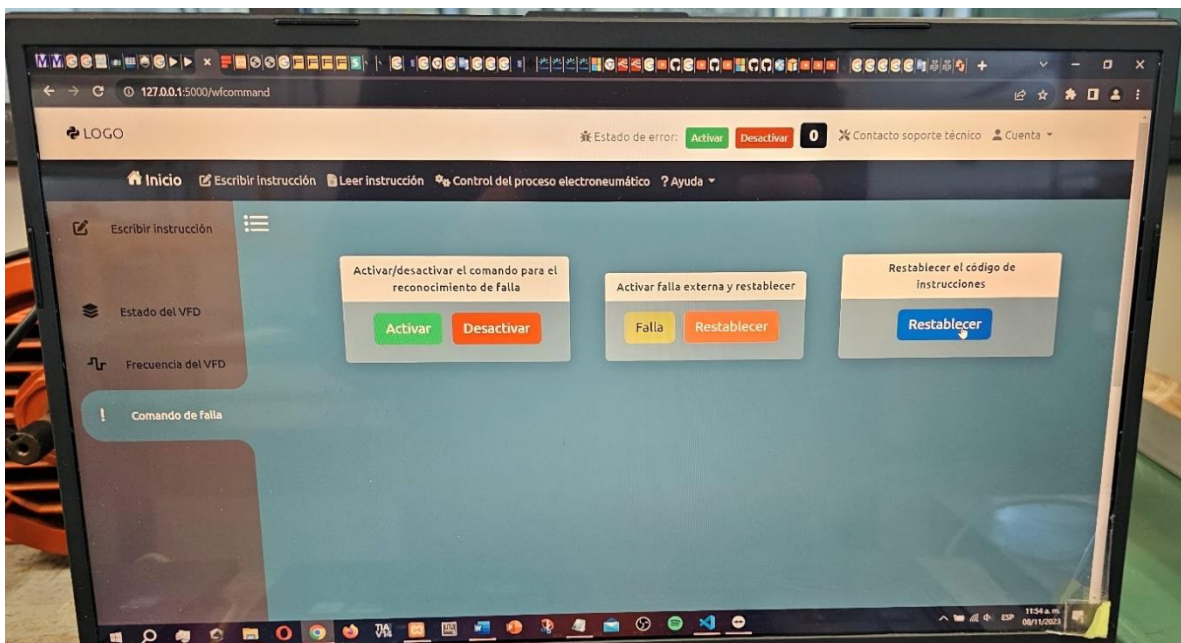 127.0.0.1:5000/wfcommand
LOGO
Estado de error: Activar Desactivar 0 Contacto soporte técnico Cuenta
Inicio Escribir instrucción Leer instrucción Control del proceso electroneumático ? Ayuda
Escribir instrucción
Estado del VFD
Frecuencia del VFD
! Comando de falla
Activar/desactivar el comando para el
reconocimiento de falla
Activar Desactivar
Activar falla externa y restablecer
Falla Restablecer
Restablecer el código de
instrucciones
Restablecer
ESP
11:54 a. m.
08/11/2023